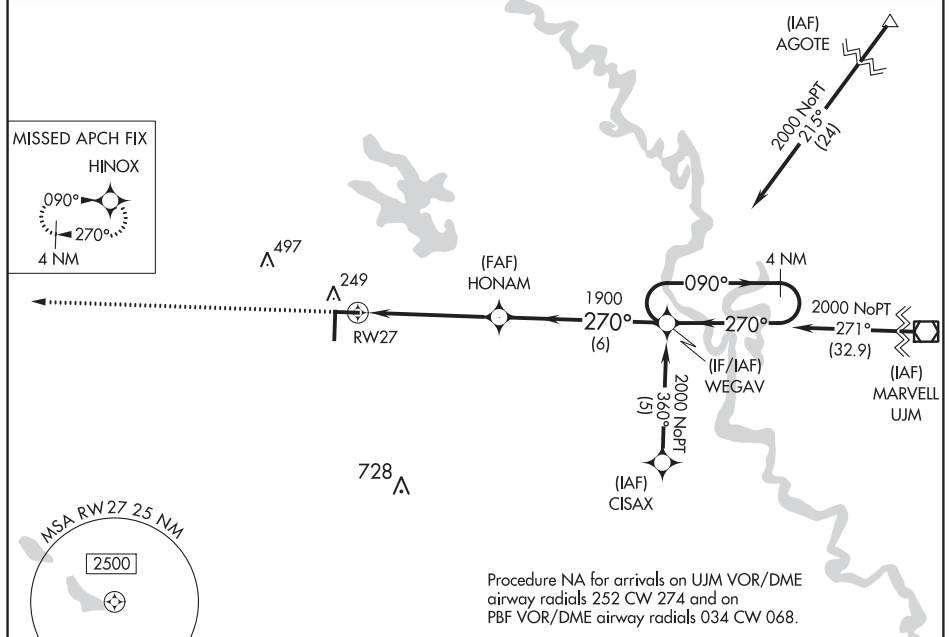 (IAF)
AGOTE
2000 NoPT
215°
(24)
MISSED APCH FIX
HINOX
090°
270°
4 NM
497
249
RW27
(FAF)
HONAM
1900
270°
(6)
4 NM
090°
270°
2000 NoPT
271°
(32.9)
(IF/IAF)
WEGAV
(IAF)
MARVELL
UJM
2000 NoPT
360°
(5)
(IAF)
CISAX
728
MSA RW27 25 NM
2500
Procedure NA for arrivals on UJM VOR/DME
airway radials 252 CW 274 and on
PBF VOR/DME airway radials 034 CW 068.